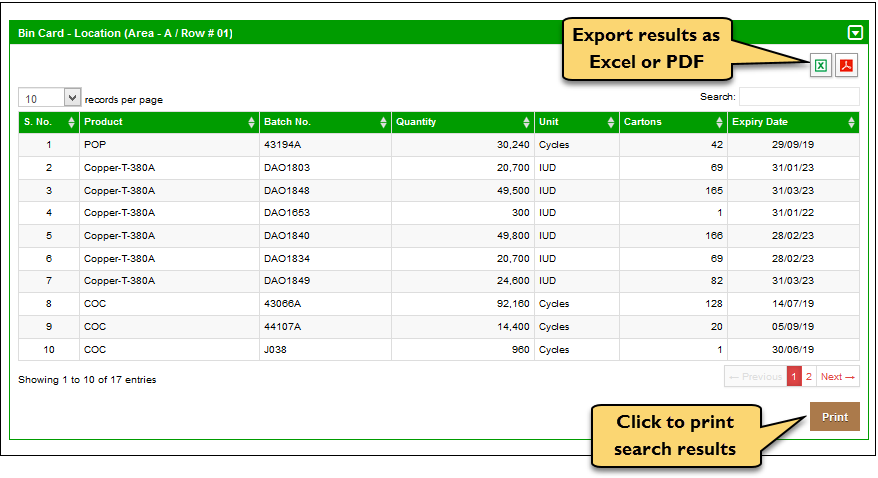 Bin Card - Location (Area - A / Row # 01)
Export results as
Excel or PDF
10 records per page Search:
S. No. Product Batch No. Quantity Unit Cartons Expiry Date
1 POP 43194A 30,240 Cycles 42 29/09/19
2 Copper-T-380A DAO1803 20,700 IUD 69 31/01/23
3 Copper-T-380A DAO1848 49,500 IUD 165 31/03/23
4 Copper-T-380A DAO1653 300 IUD 1 31/01/22
5 Copper-T-380A DAO1840 49,800 IUD 166 28/02/23
6 Copper-T-380A DAO1834 20,700 IUD 69 28/02/23
7 Copper-T-380A DAO1849 24,600 IUD 82 31/03/23
8 COC 43066A 92,160 Cycles 128 14/07/19
9 COC 44107A 14,400 Cycles 20 05/09/19
10 COC J038 960 Cycles 1 30/06/19
Showing 1 to 10 of 17 entries ← Previous 1 2 Next →
Print
Click to print
search results